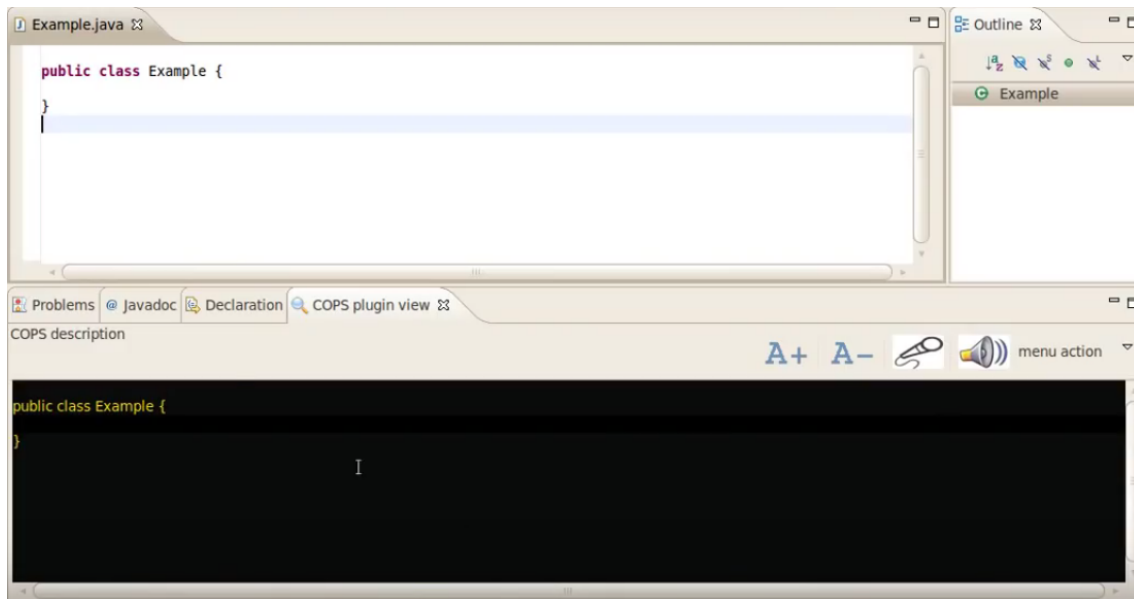 Example.java
public class Example {
}
Outline
Example
Problems
@ Javadoc
Declaration
COPS plugin view
COPS description
A+
A-
menu action
public class Example {
}